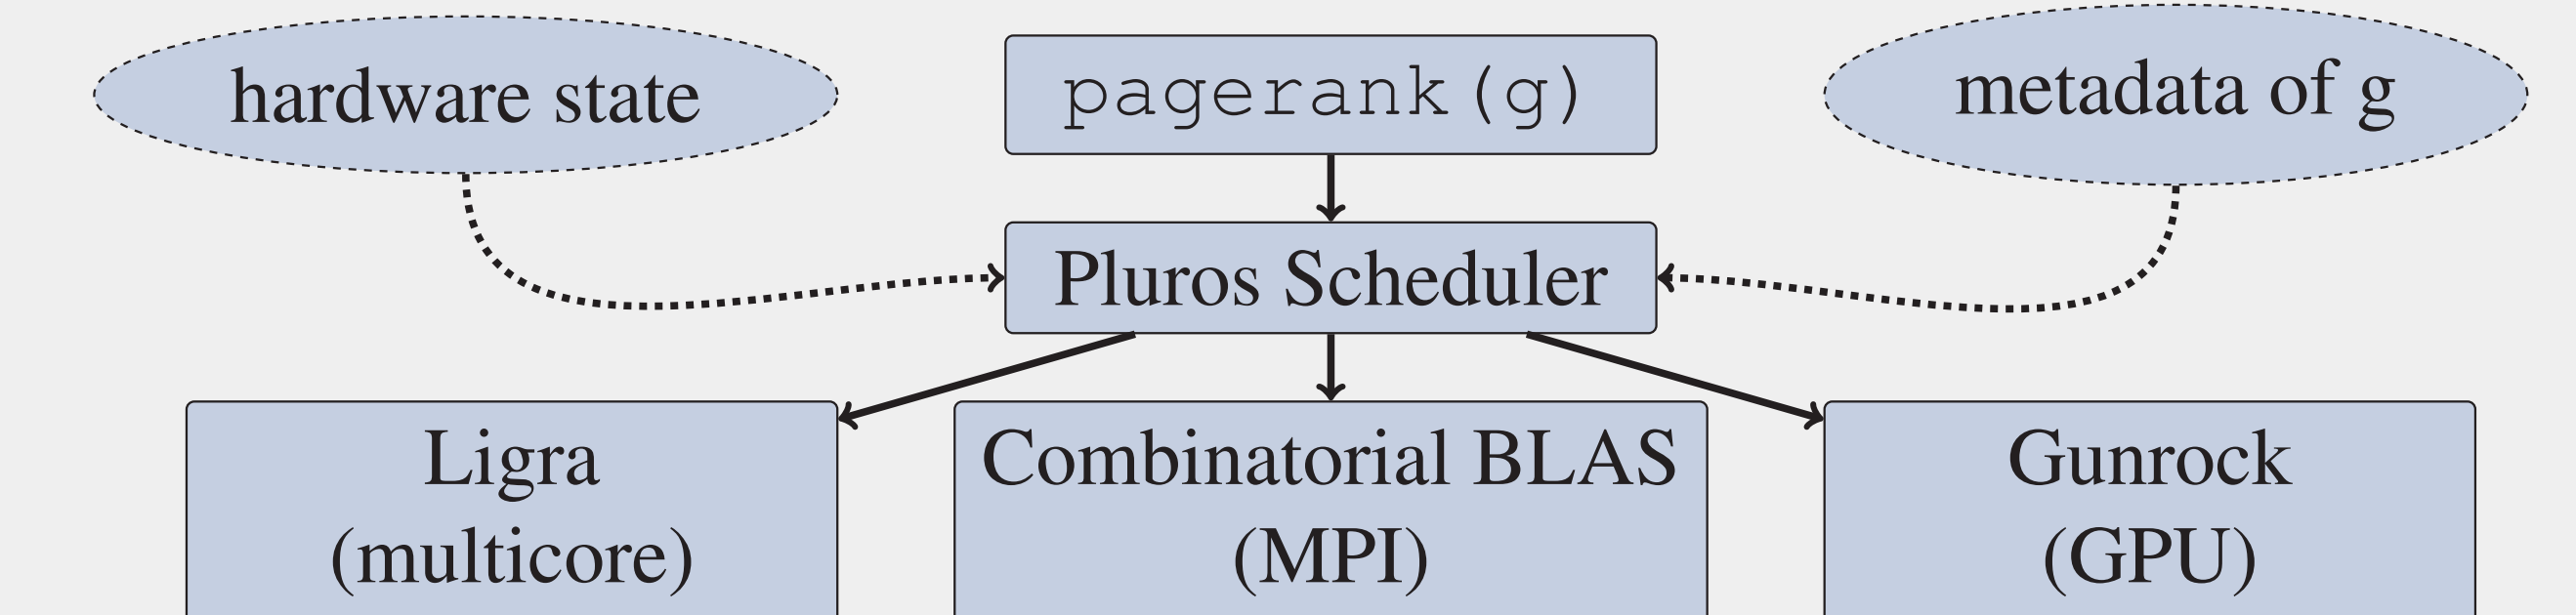 hardware state
pagerank(g)
metadata of g
Pluros Scheduler
Ligra
(multicore)
Combinatorial BLAS
(MPI)
Gunrock
(GPU)